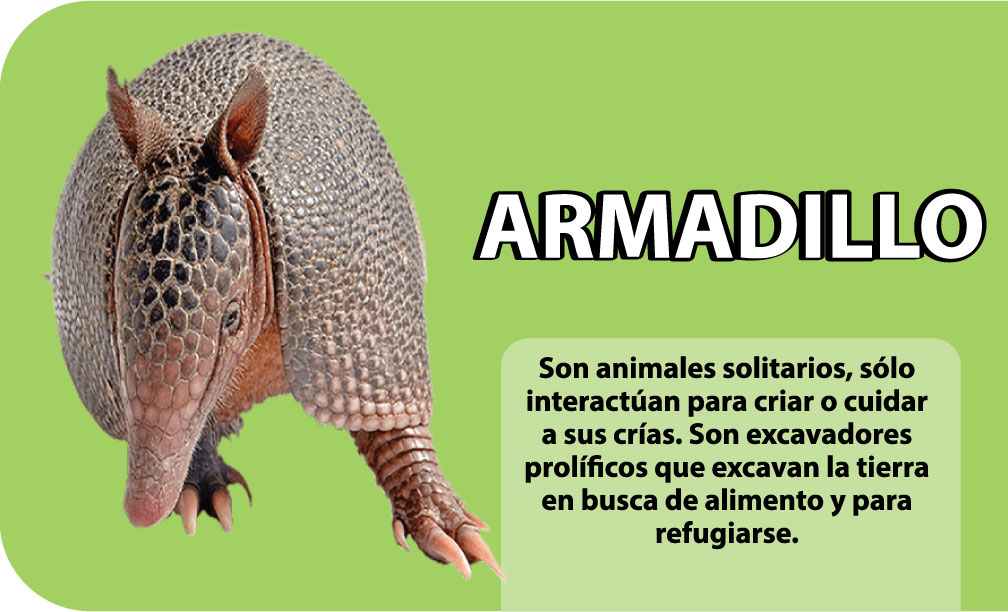 ARMADILLO
Son animales solitarios, sólo
interactúan para criar o cuidar
a sus crías. Son excavadores
prolíficos que excavan la tierra
en busca de alimento y para
refugiarse.